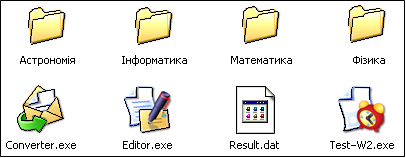 Астрономія Інформатика Математика Фізика
Converter.exe Editor.exe Result.dat Test-W2.exe